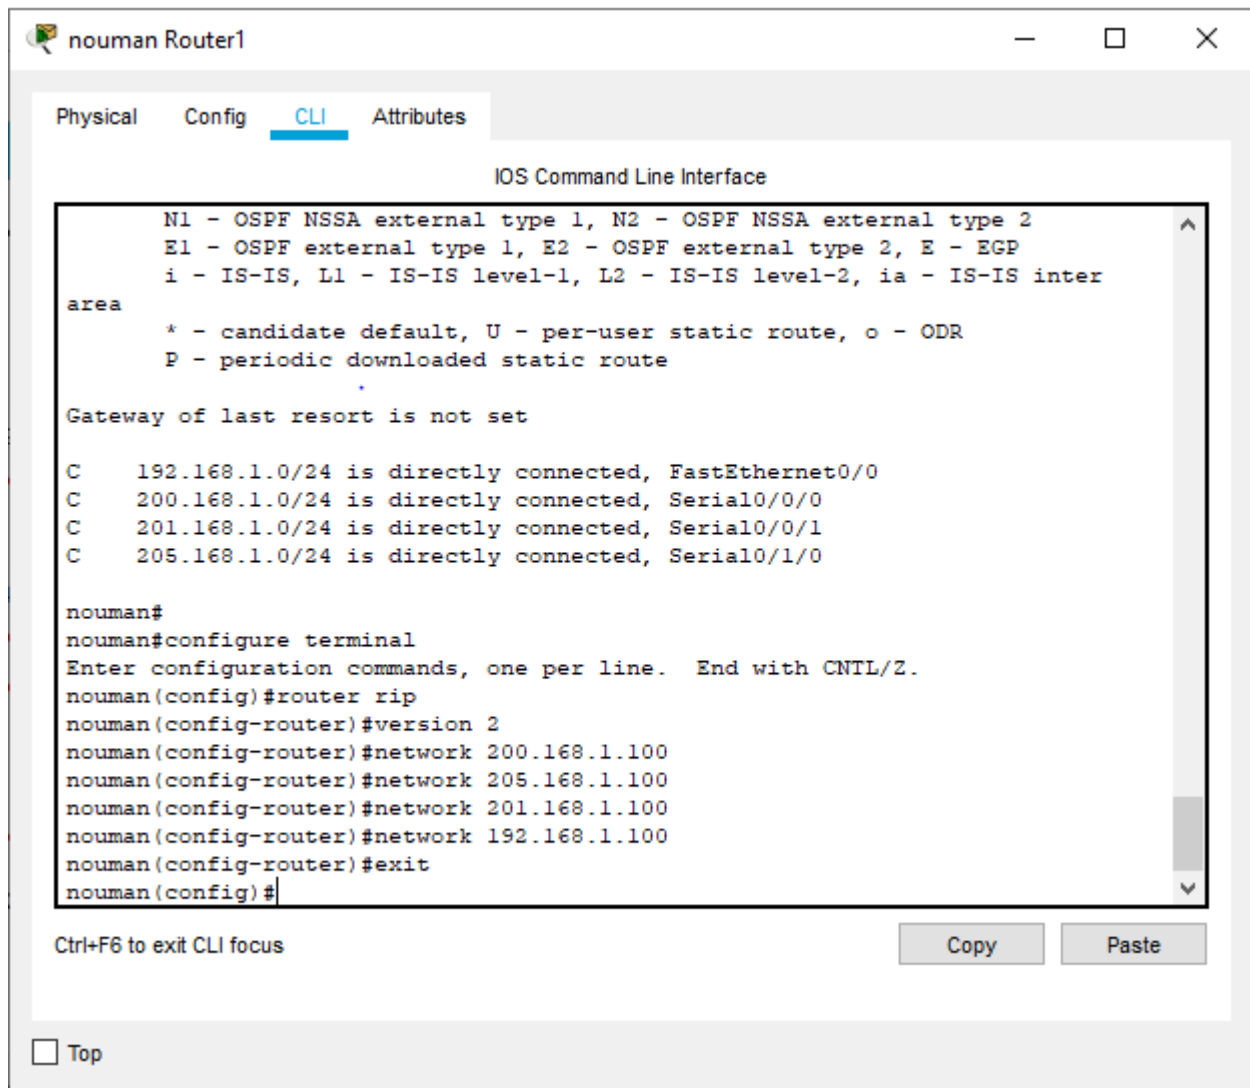 nouman Router1
Physical Config CLI Attributes
IOS Command Line Interface
N1 - OSPF NSSA external type 1, N2 - OSPF NSSA external type 2
E1 - OSPF external type 1, E2 - OSPF external type 2, E - EGP
i - IS-IS, L1 - IS-IS level-1, L2 - IS-IS level-2, ia - IS-IS inter
area
* - candidate default, U - per-user static route, o - ODR
P - periodic downloaded static route
Gateway of last resort is not set
C 192.168.1.0/24 is directly connected, FastEthernet0/0
C 200.168.1.0/24 is directly connected, Serial0/0/0
C 201.168.1.0/24 is directly connected, Serial0/0/1
C 205.168.1.0/24 is directly connected, Serial0/1/0
nouman#
nouman#configure terminal
Enter configuration commands, one per line. End with CNTL/Z.
nouman(config)#router rip
nouman(config-router)#version 2
nouman(config-router)#network 200.168.1.100
nouman(config-router)#network 205.168.1.100
nouman(config-router)#network 201.168.1.100
nouman(config-router)#network 192.168.1.100
nouman(config-router)#exit
nouman(config)#
Ctrl+F6 to exit CLI focus
Copy Paste
Top